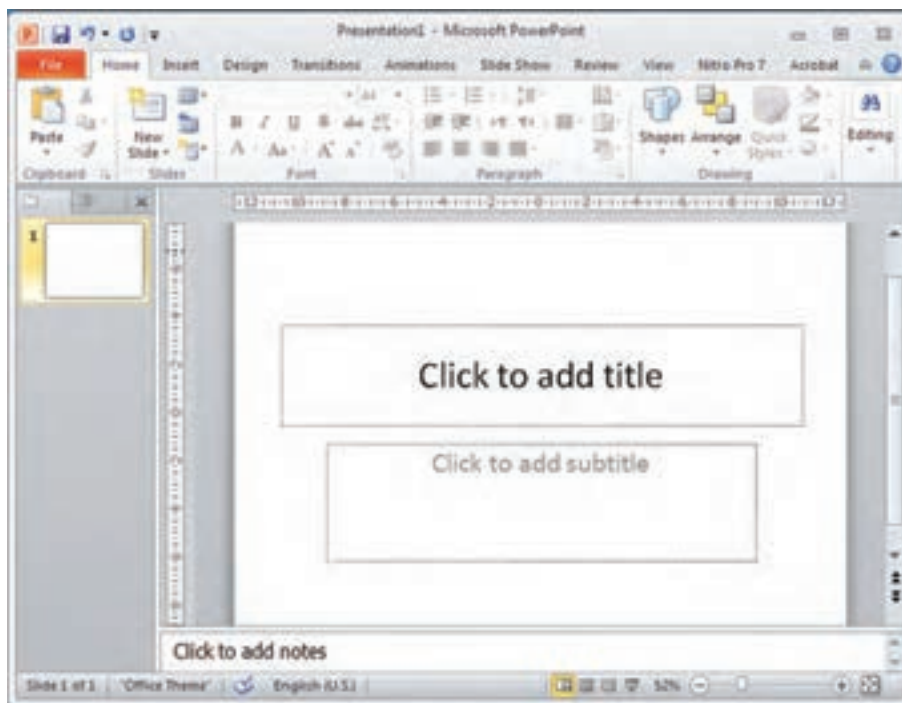 Presentation1 - Microsoft PowerPoint
File Home Insert Design Transitions Animations Slide Show Review View Nitro Pro 7 Acrobat
Paste New Slide Shapes Arrange Quick Styles Editing
Clipboard Slides Font Paragraph Drawing
1
Click to add title
Click to add subtitle
Click to add notes
Slide 1 of 1 "Office Theme" English (U.S.) 52%